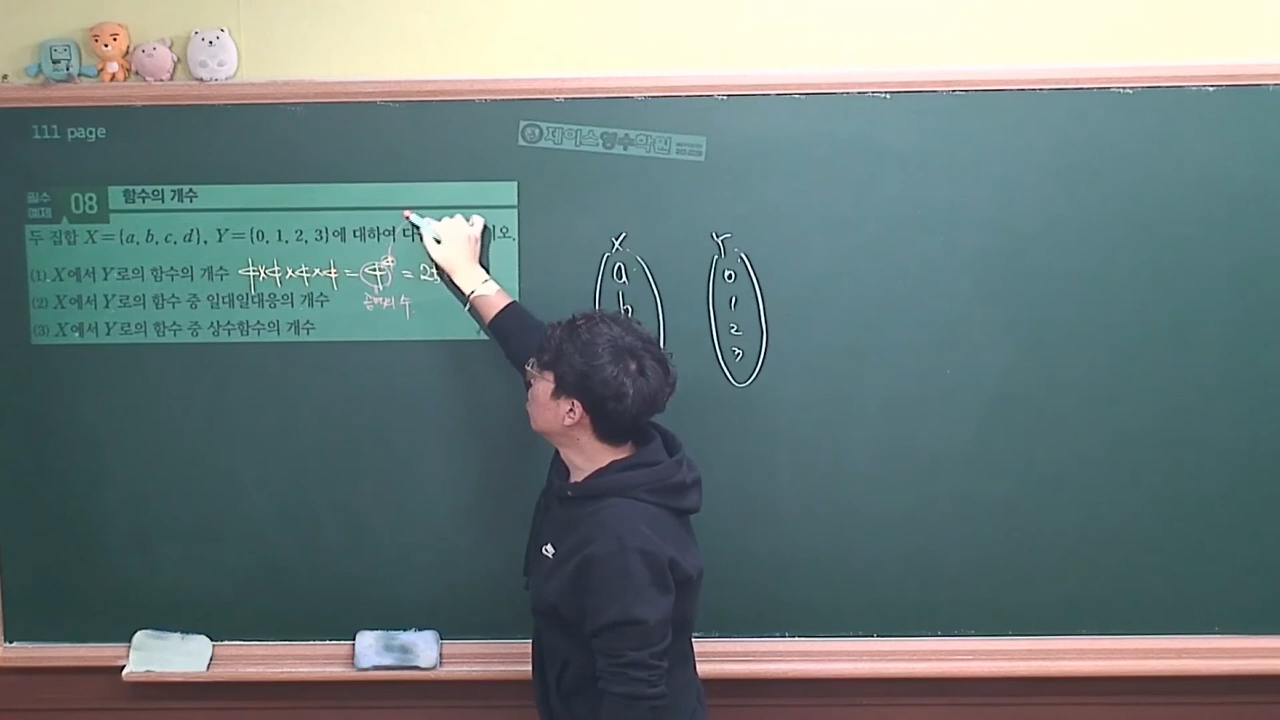 111 page
제이스영수학원
필수 예제 08 함수의 개수
두 집합 X={a, b, c, d}, Y={0, 1, 2, 3}에 대하여 다 오.
(1) X에서 Y로의 함수의 개수 4×4×4×4=4⁴=25
(2) X에서 Y로의 함수 중 일대일대응의 개수
(3) X에서 Y로의 함수 중 상수함수의 개수
X Y
a 0
b 1
2
3